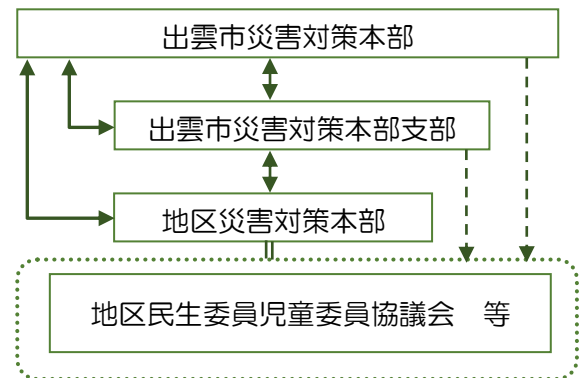 出雲市災害対策本部
出雲市災害対策本部支部
地区災害対策本部
地区民生委員児童委員協議会　等